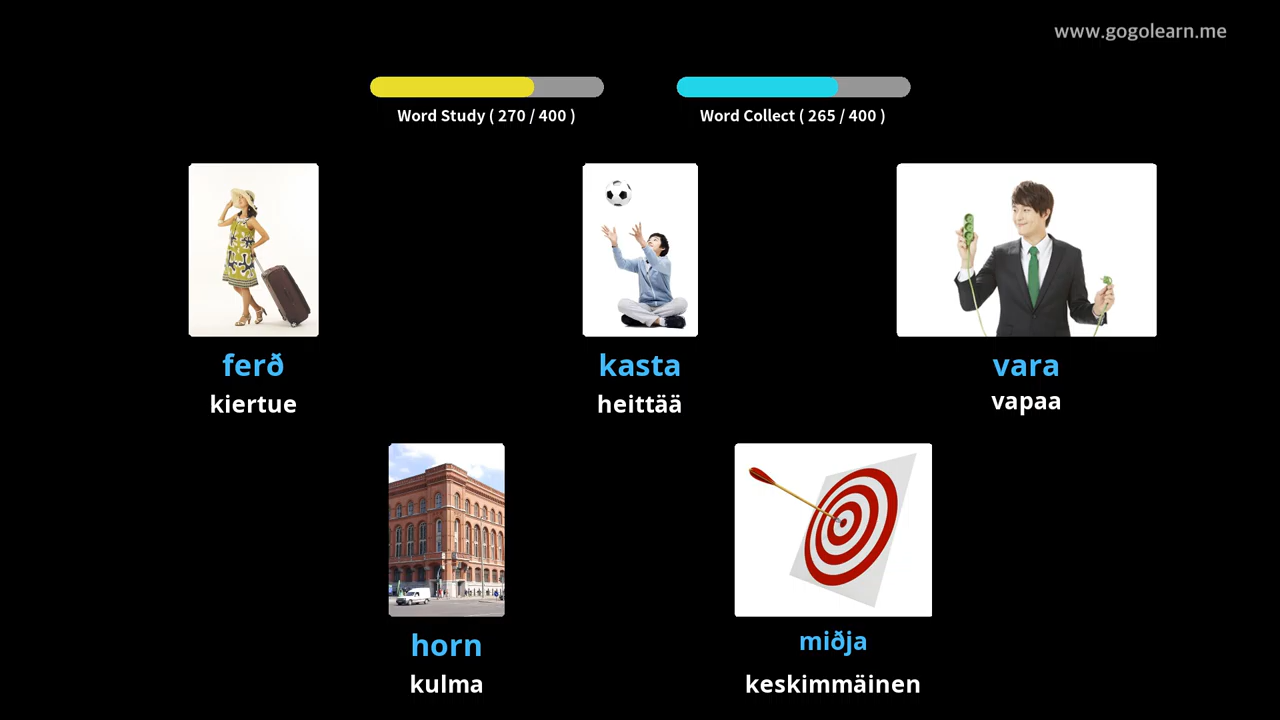 www.gogolearn.me
Word Study ( 270 / 400 )
Word Collect ( 265 / 400 )
ferð
kiertue
kasta
heittää
vara
vapaa
horn
kulma
miðja
keskimmäinen